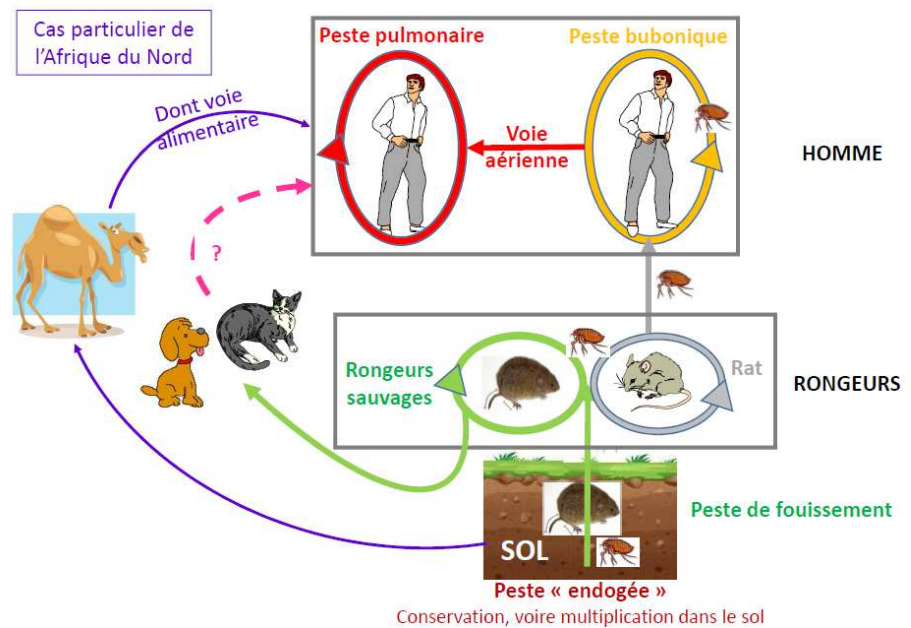 Cas particulier de
l'Afrique du Nord
Peste pulmonaire
Peste bubonique
Dont voie
alimentaire
Voie
aérienne
HOMME
?
Rongeurs
sauvages
Rat
RONGEURS
Peste de fouissement
SOL
Peste « endogée »
Conservation, voire multiplication dans le sol